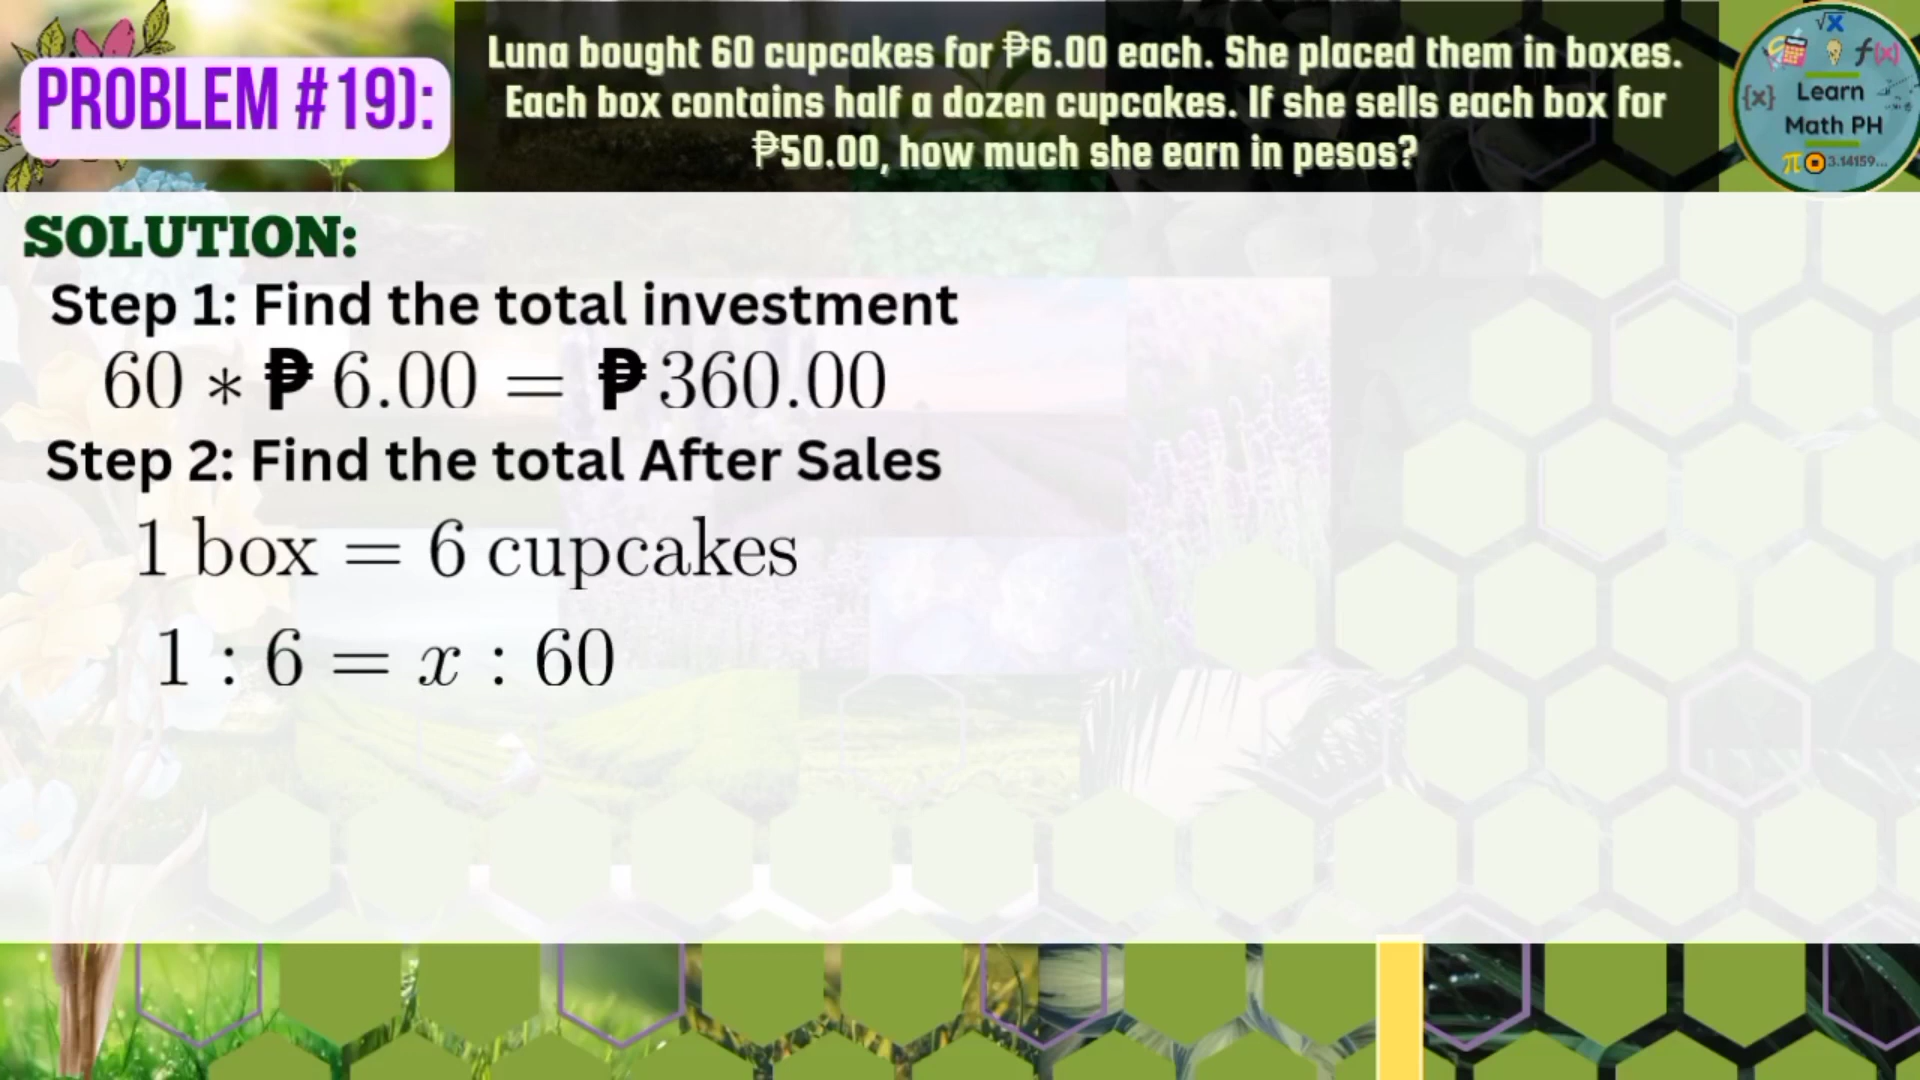 PROBLEM #19):
Luna bought 60 cupcakes for ₱6.00 each. She placed them in boxes.
Each box contains half a dozen cupcakes. If she sells each box for
₱50.00, how much she earn in pesos?
√x
f(x)
{x} Learn
Math PH
π 3.14159...
SOLUTION:
Step 1: Find the total investment
60 * ₱ 6.00 = ₱ 360.00
Step 2: Find the total After Sales
1 box = 6 cupcakes
1 : 6 = x : 60